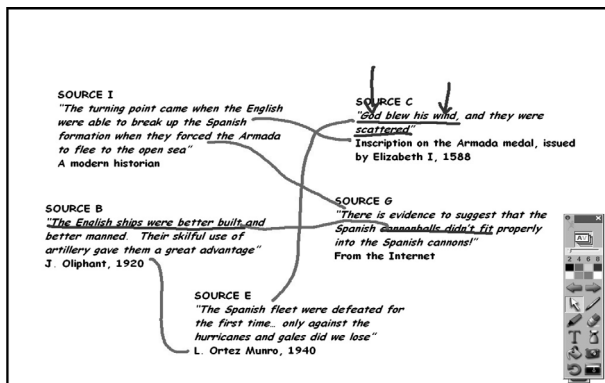 SOURCE I
"The turning point came when the English
were able to break up the Spanish
formation when they forced the Armada
to flee to the open sea"
A modern historian
SOURCE C
"God blew his wind, and they were
scattered"
Inscription on the Armada medal, issued
by Elizabeth I, 1588
SOURCE B
"The English ships were better built and
better manned. Their skilful use of
artillery gave them a great advantage"
J. Oliphant, 1920
SOURCE G
"There is evidence to suggest that the
Spanish cannonballs didn't fit properly
into the Spanish cannons!"
From the Internet
SOURCE E
"The Spanish fleet were defeated for
the first time... only against the
hurricanes and gales did we lose"
L. Ortez Munro, 1940
2 4 6 8
T